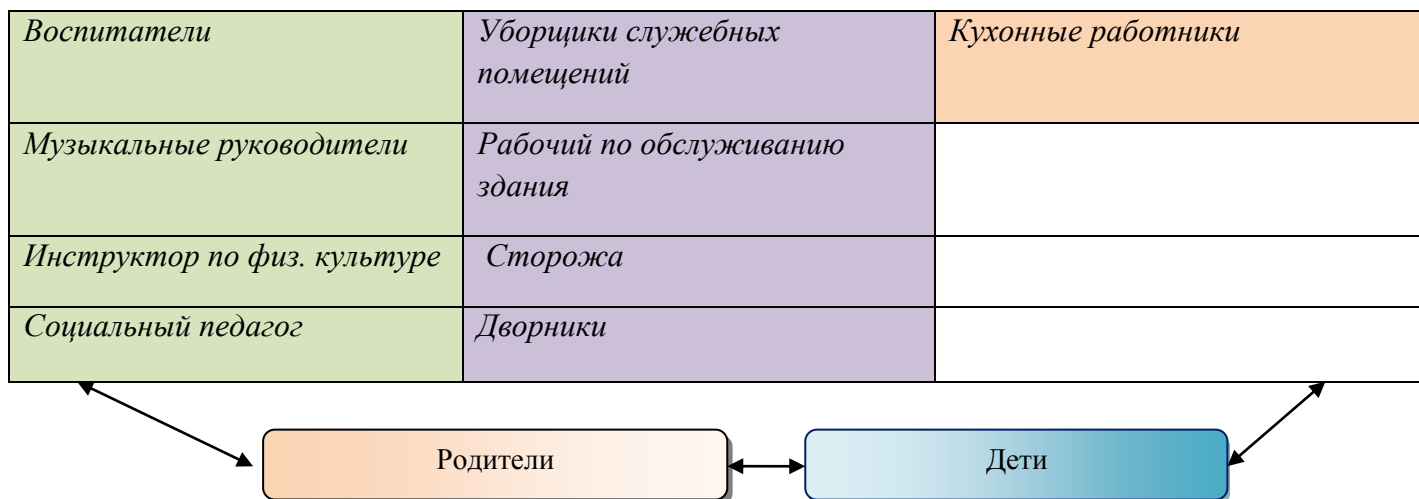 Воспитатели
Уборщики служебных
помещений
Кухонные работники
Музыкальные руководители
Рабочий по обслуживанию
здания
Инструктор по физ. культуре
Сторожа
Социальный педагог
Дворники
Родители
Дети